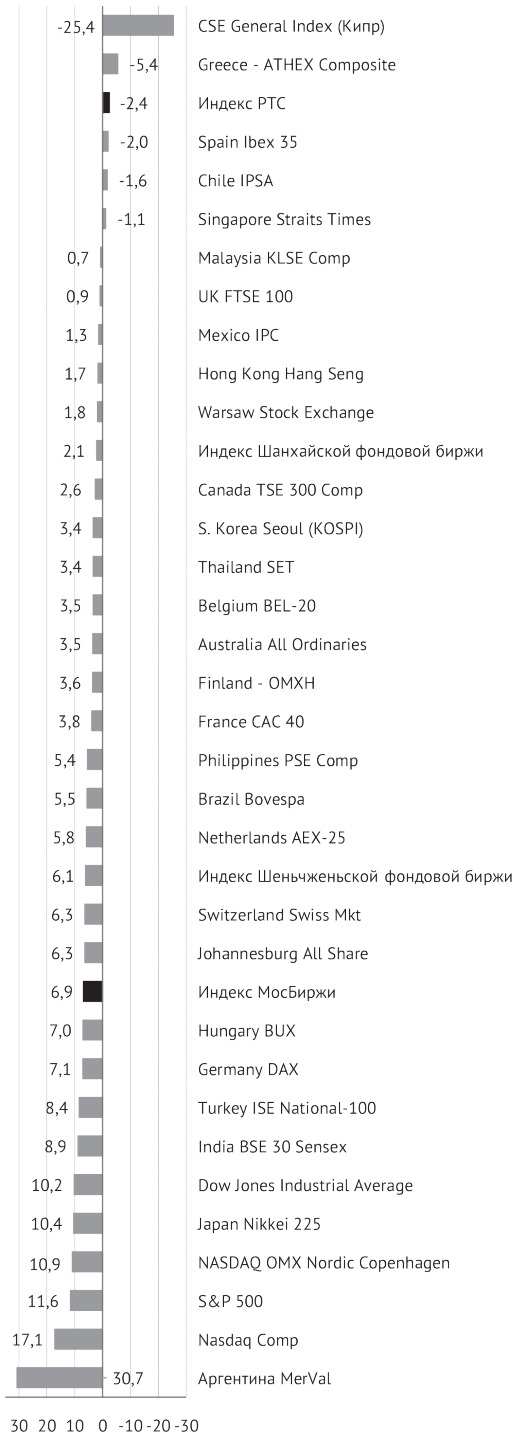 -25,4 CSE General Index (Кипр)
-5,4 Greece - ATHEX Composite
-2,4 Индекс РТС
-2,0 Spain Ibex 35
-1,6 Chile IPSA
-1,1 Singapore Straits Times
0,7 Malaysia KLSE Comp
0,9 UK FTSE 100
1,3 Mexico IPC
1,7 Hong Kong Hang Seng
1,8 Warsaw Stock Exchange
2,1 Индекс Шанхайской фондовой биржи
2,6 Canada TSE 300 Comp
3,4 S. Korea Seoul (KOSPI)
3,4 Thailand SET
3,5 Belgium BEL-20
3,5 Australia All Ordinaries
3,6 Finland - OMXH
3,8 France CAC 40
5,4 Philippines PSE Comp
5,5 Brazil Bovespa
5,8 Netherlands AEX-25
6,1 Индекс Шеньчженьской фондовой биржи
6,3 Switzerland Swiss Mkt
6,3 Johannesburg All Share
6,9 Индекс МосБиржи
7,0 Hungary BUX
7,1 Germany DAX
8,4 Turkey ISE National-100
8,9 India BSE 30 Sensex
10,2 Dow Jones Industrial Average
10,4 Japan Nikkei 225
10,9 NASDAQ OMX Nordic Copenhagen
11,6 S&P 500
17,1 Nasdaq Comp
30,7 Аргентина MerVal
30 20 10 0 -10 -20 -30